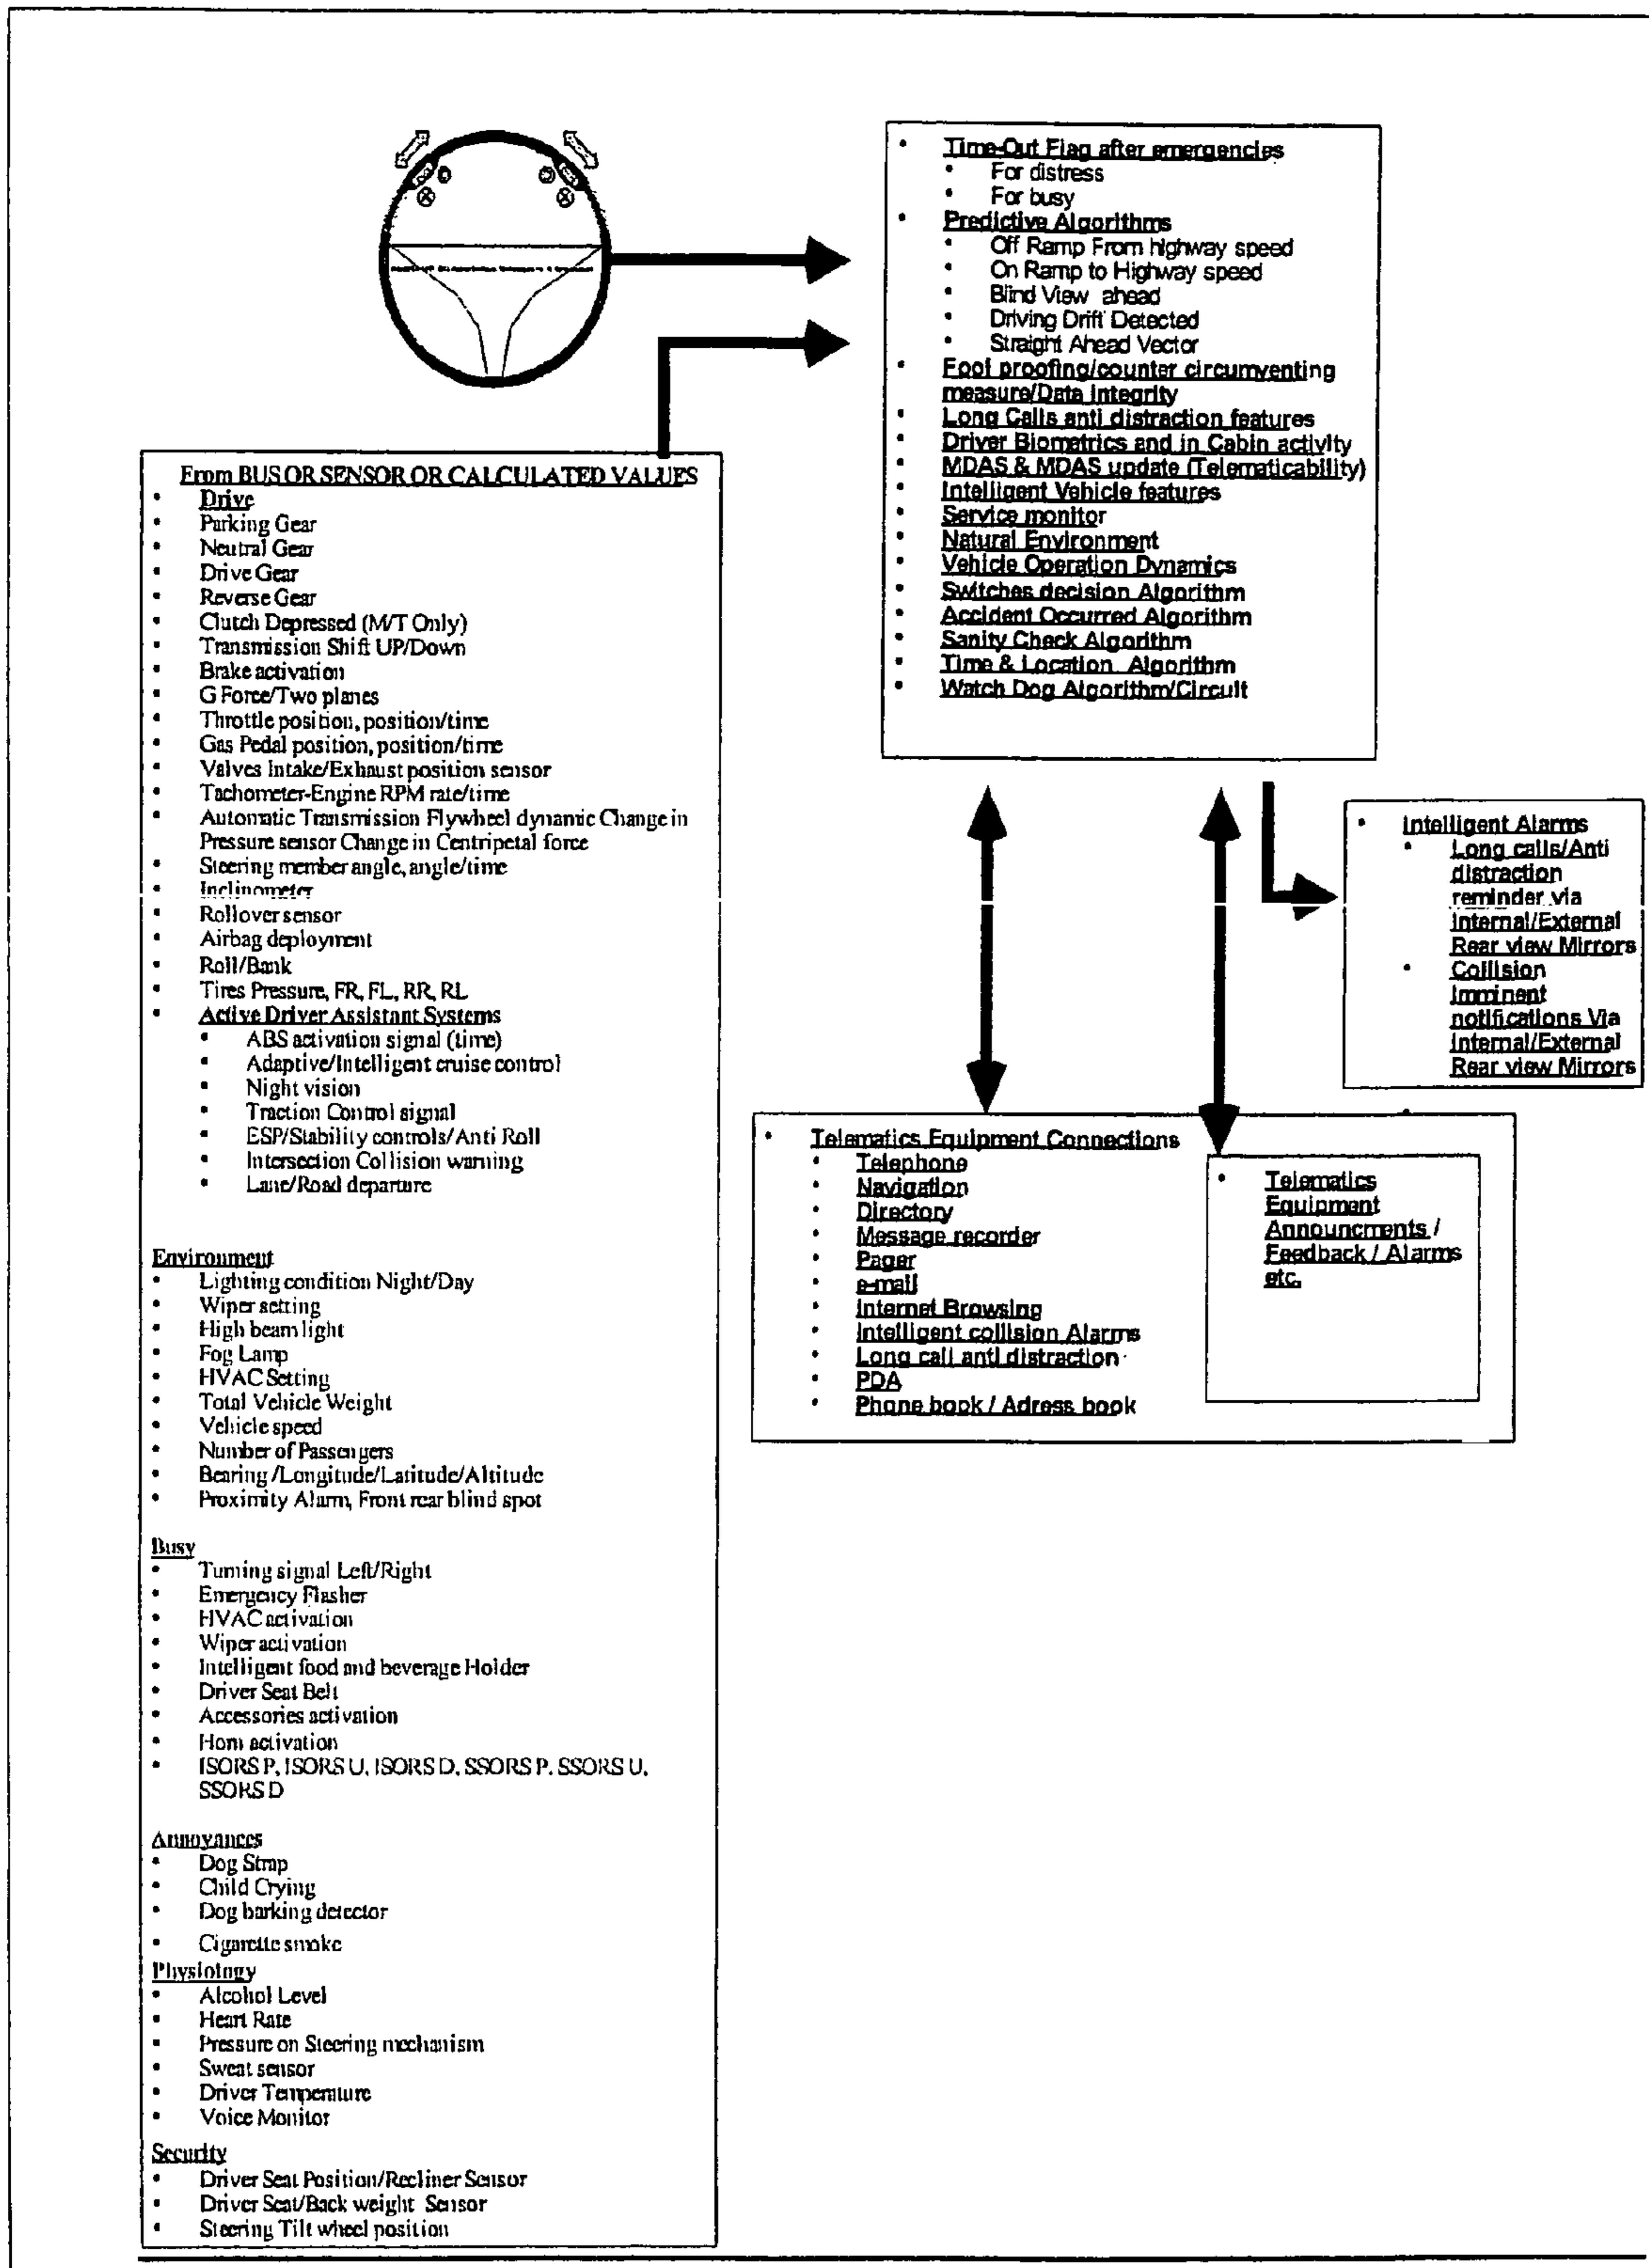 • Time-Out Flag after emergencies
• For distress
• For busy
• Predictive Algorithms
• Off Ramp From highway speed
• On Ramp to Highway speed
• Blind View ahead
• Driving Drift Detected
• Straight Ahead Vector
• Fool proofing/counter circumventing
measure/Data Integrity
• Long Calls anti distraction features
• Driver Biometrics and in Cabin activity
• MDAS & MDAS update (Telematicability)
• Intelligent Vehicle features
• Service monitor
• Natural Environment
• Vehicle Operation Dynamics
• Switches decision Algorithm
• Accident Occurred Algorithm
• Sanity Check Algorithm
• Time & Location Algorithm
• Watch Dog Algorithm/Circuit
From BUS OR SENSOR OR CALCULATED VALUES
• Drive
• Parking Gear
• Neutral Gear
• Drive Gear
• Reverse Gear
• Clutch Depressed (M/T Only)
• Transmission Shift UP/Down
• Brake activation
• G Force/Two planes
• Throttle position, position/time
• Gas Pedal position, position/time
• Valves Intake/Exhaust position sensor
• Tachometer-Engine RPM rate/time
• Automatic Transmission Flywheel dynamic Change in
Pressure sensor Change in Centripetal force
• Steering member angle, angle/time
• Inclinometer
• Rollover sensor
• Airbag deployment
• Roll/Bank
• Tires Pressure, FR, FL, RR, RL
• Active Driver Assistant Systems
• ABS activation signal (time)
• Adaptive/Intelligent cruise control
• Night vision
• Traction Control signal
• ESP/Stability controls/Anti Roll
• Intersection Collision warning
• Lane/Road departure
Environment
• Lighting condition Night/Day
• Wiper setting
• High beam light
• Fog Lamp
• HVAC Setting
• Total Vehicle Weight
• Vehicle speed
• Number of Passengers
• Bearing /Longitude/Latitude/Altitude
• Proximity Alarm, Front rear blind spot
Busy
• Turning signal Left/Right
• Emergency Flasher
• HVAC activation
• Wiper activation
• Intelligent food and beverage Holder
• Driver Seat Belt
• Accessories activation
• Horn activation
• ISORS P, ISORS U, ISORS D, SSORS P, SSORS U,
SSORS D
Annoyances
• Dog Strap
• Child Crying
• Dog barking detector
• Cigarette smoke
Physiology
• Alcohol Level
• Heart Rate
• Pressure on Steering mechanism
• Sweat sensor
• Driver Temperature
• Voice Monitor
Security
• Driver Seat Position/Recliner Sensor
• Driver Seat/Back weight Sensor
• Steering Tilt wheel position
• Intelligent Alarms
• Long calls/Anti
distraction
reminder via
Internal/External
Rear view Mirrors
• Collision
Imminent
notifications Via
Internal/External
Rear view Mirrors
• Telematics Equipment Connections
• Telephone
• Navigation
• Directory
• Message recorder
• Pager
• e-mail
• Internet Browsing
• Intelligent collision Alarms
• Long call anti distraction
• PDA
• Phone book / Adress book
• Telematics
Equipment
Announcments /
Feedback / Alarms
etc.